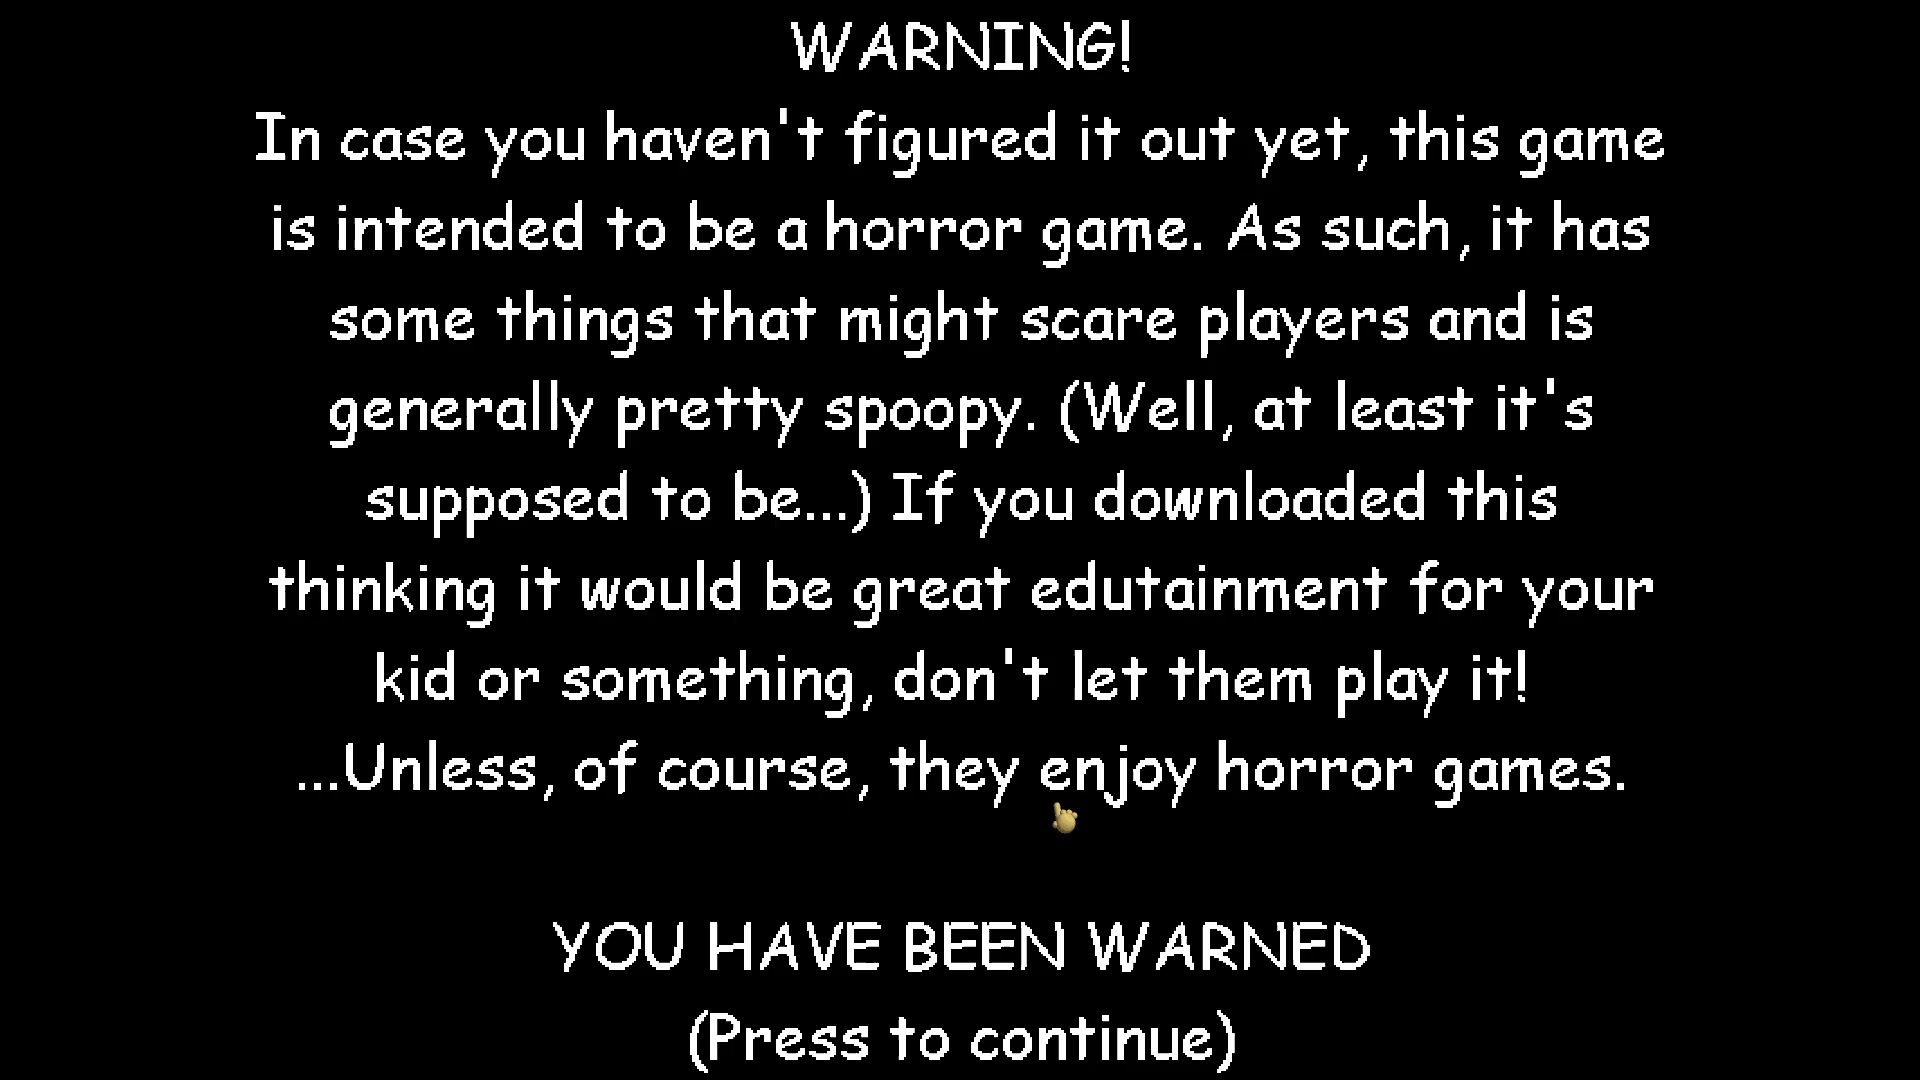 WARNING!
In case you haven't figured it out yet, this game
is intended to be a horror game. As such, it has
some things that might scare players and is
generally pretty spoopy. (Well, at least it's
supposed to be...) If you downloaded this
thinking it would be great edutainment for your
kid or something, don't let them play it!
...Unless, of course, they enjoy horror games.
YOU HAVE BEEN WARNED
(Press to continue)